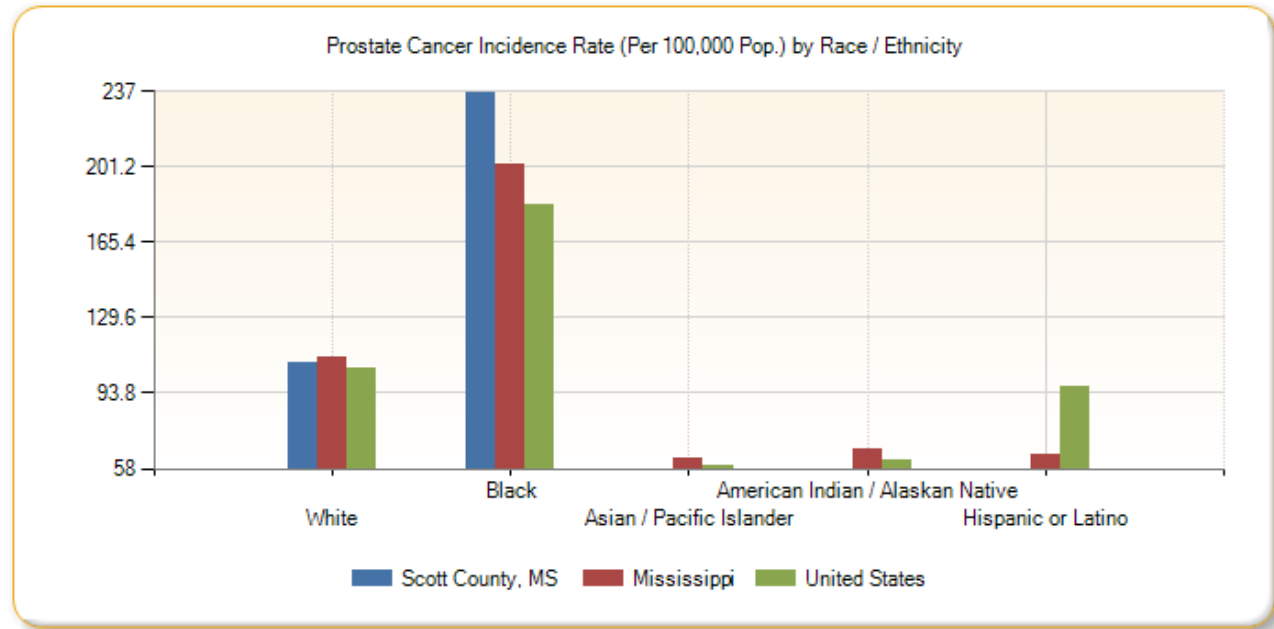 Prostate Cancer Incidence Rate (Per 100,000 Pop.) by Race / Ethnicity
237
201.2
165.4
129.6
93.8
58
Black American Indian / Alaskan Native
White Asian / Pacific Islander Hispanic or Latino
Scott County, MS Mississippi United States